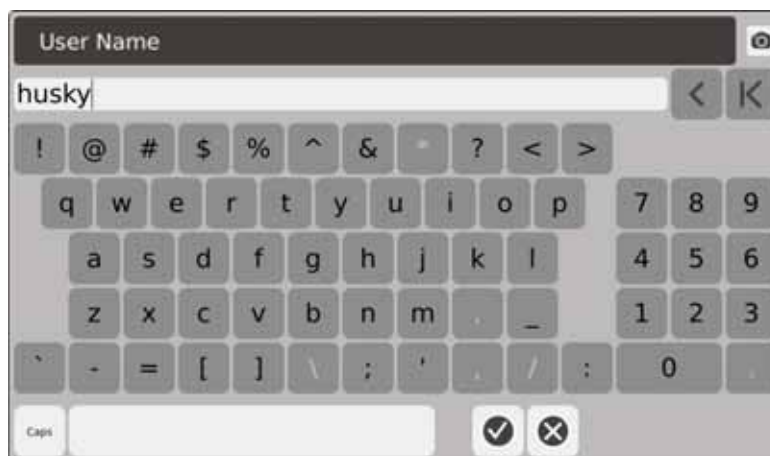 User Name
husky
! @ # $ % ^ & * ? < >
q w e r t y u i o p 7 8 9
a s d f g h j k l 4 5 6
z x c v b n m . _ 1 2 3
` - = [ ] \ ; ' , / : 0 .
Caps